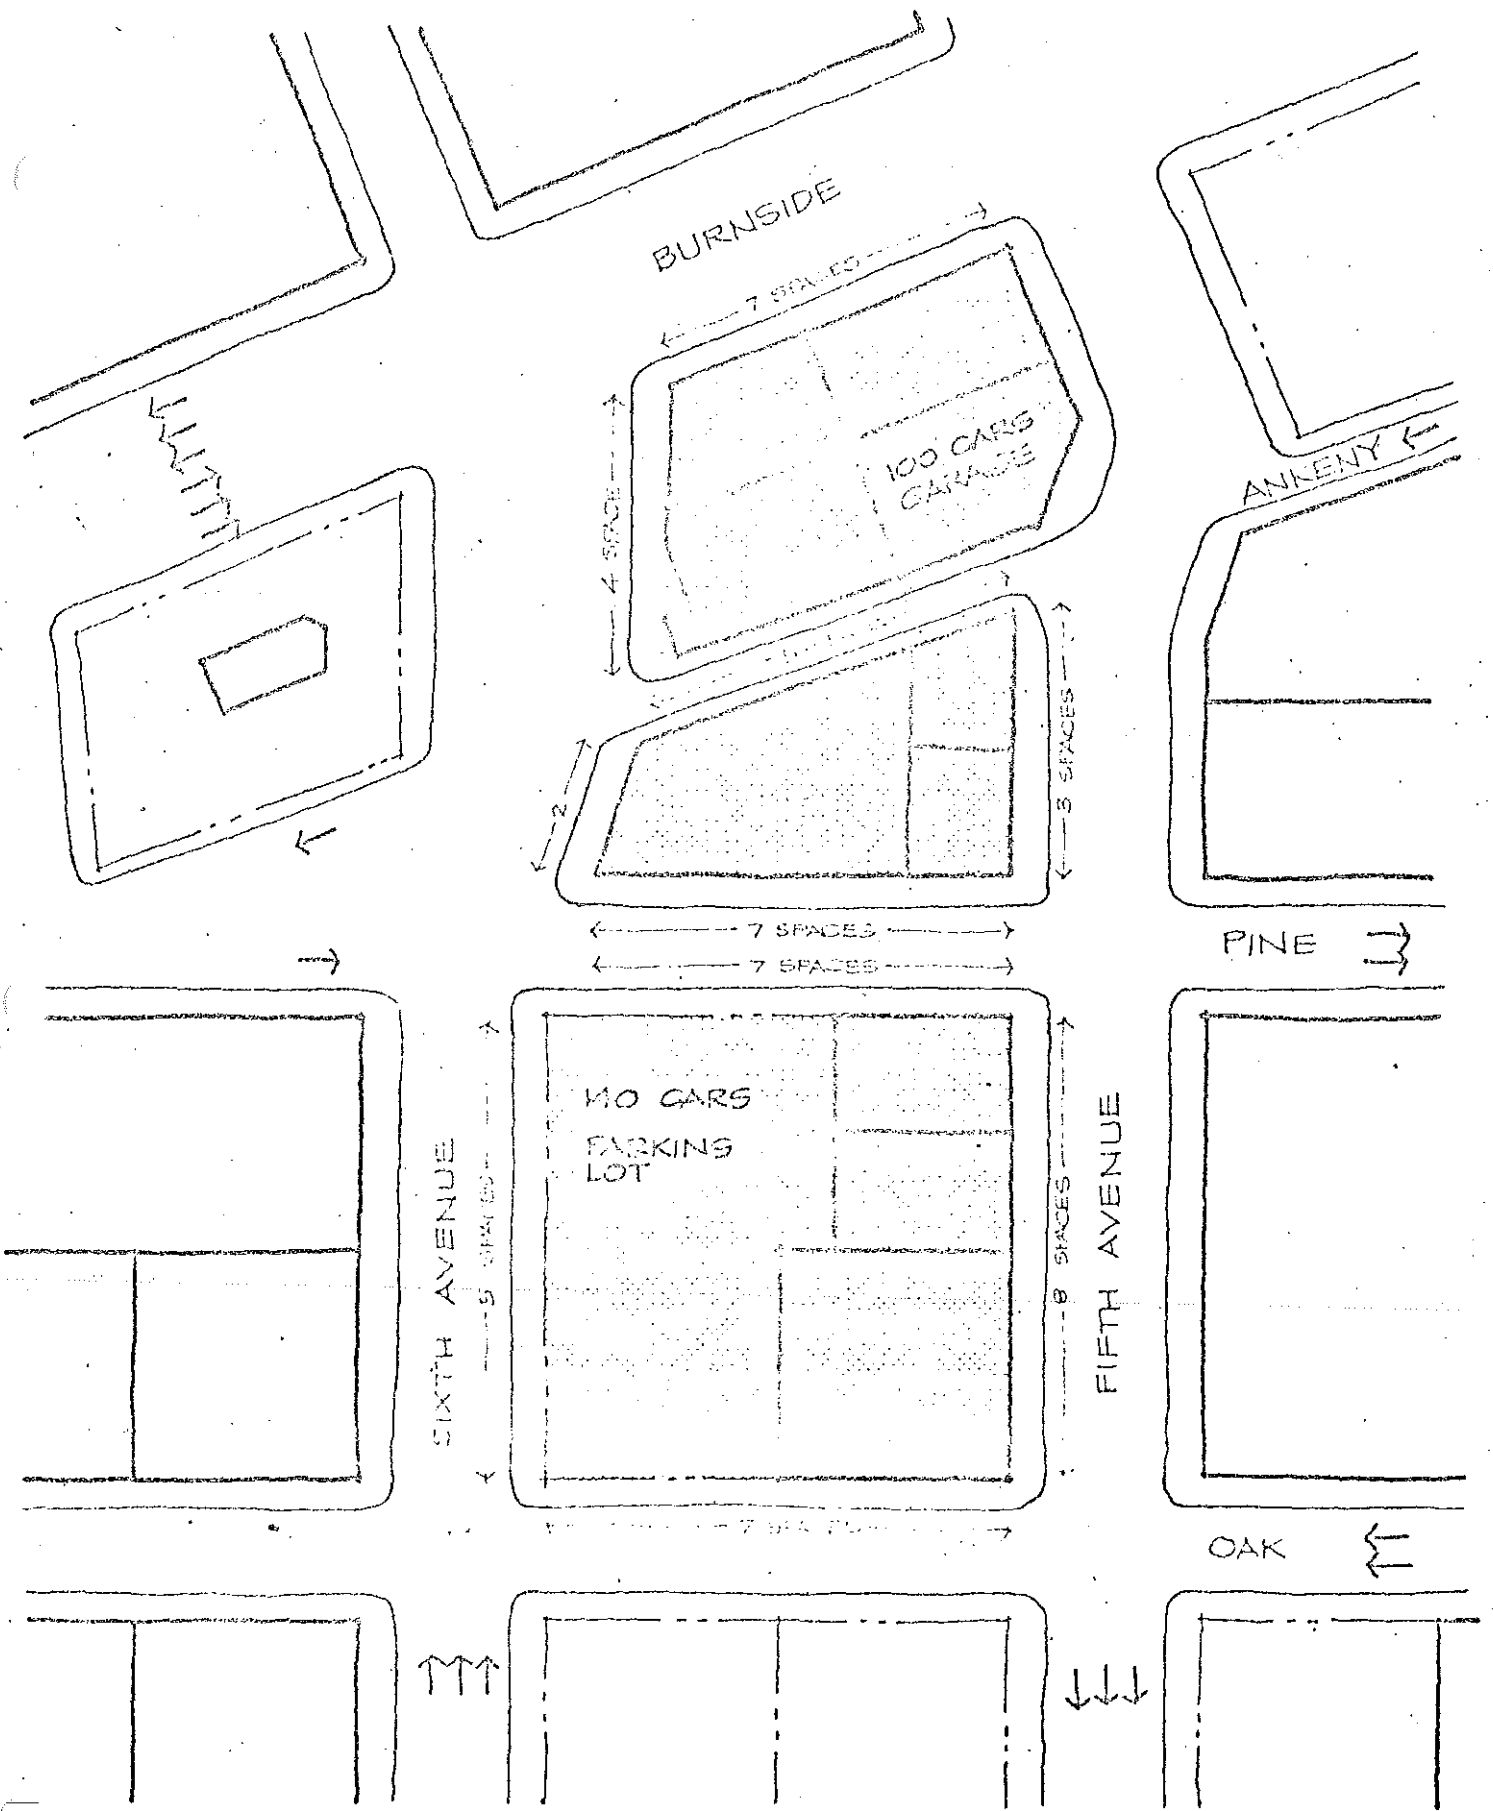 BURNSIDE
7 SPACES
100 CARS
GARAGE
4 SPACE
ANKENY
3 SPACES
2
7 SPACES
7 SPACES
PINE
CARS
PARKING
LOT
SIXTH AVENUE
5 SPACES
8 SPACES
FIFTH AVENUE
7
OAK